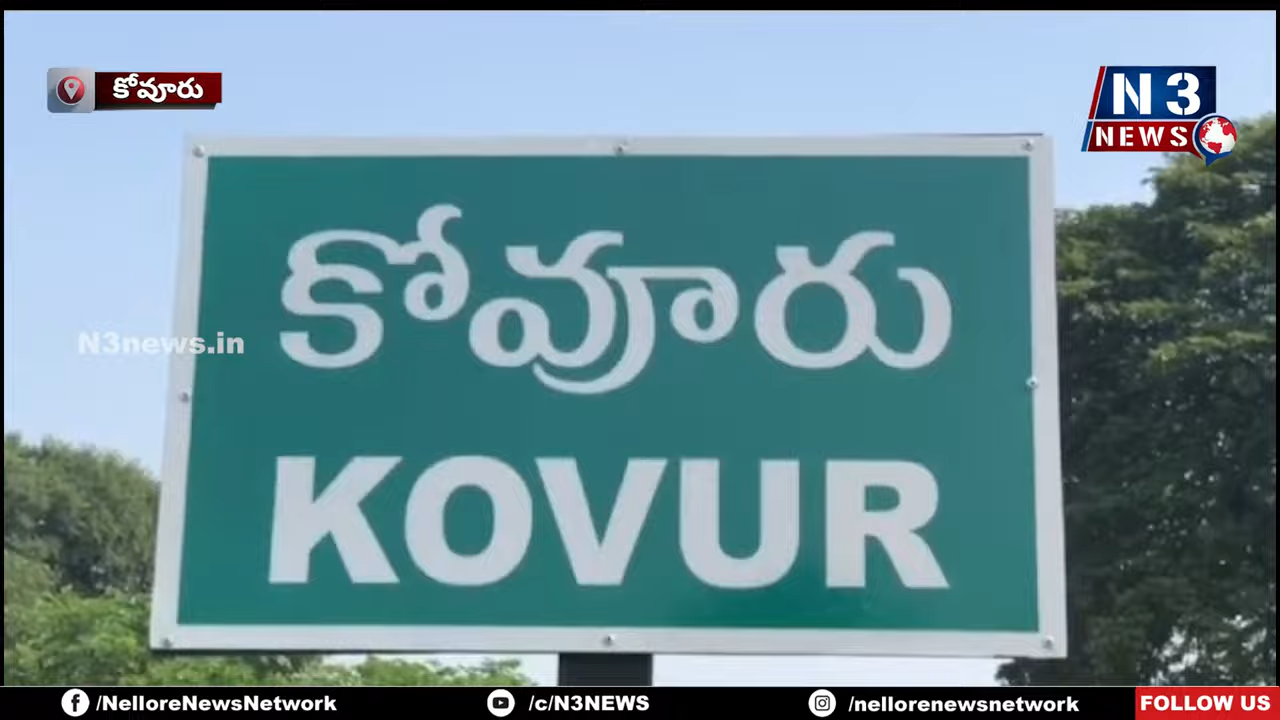 కోవూరు
N3
NEWS
కోవూరు
N3news.in
KOVUR
/NelloreNewsNetwork
/c/N3NEWS
/nellorenewsnetwork
FOLLOW US